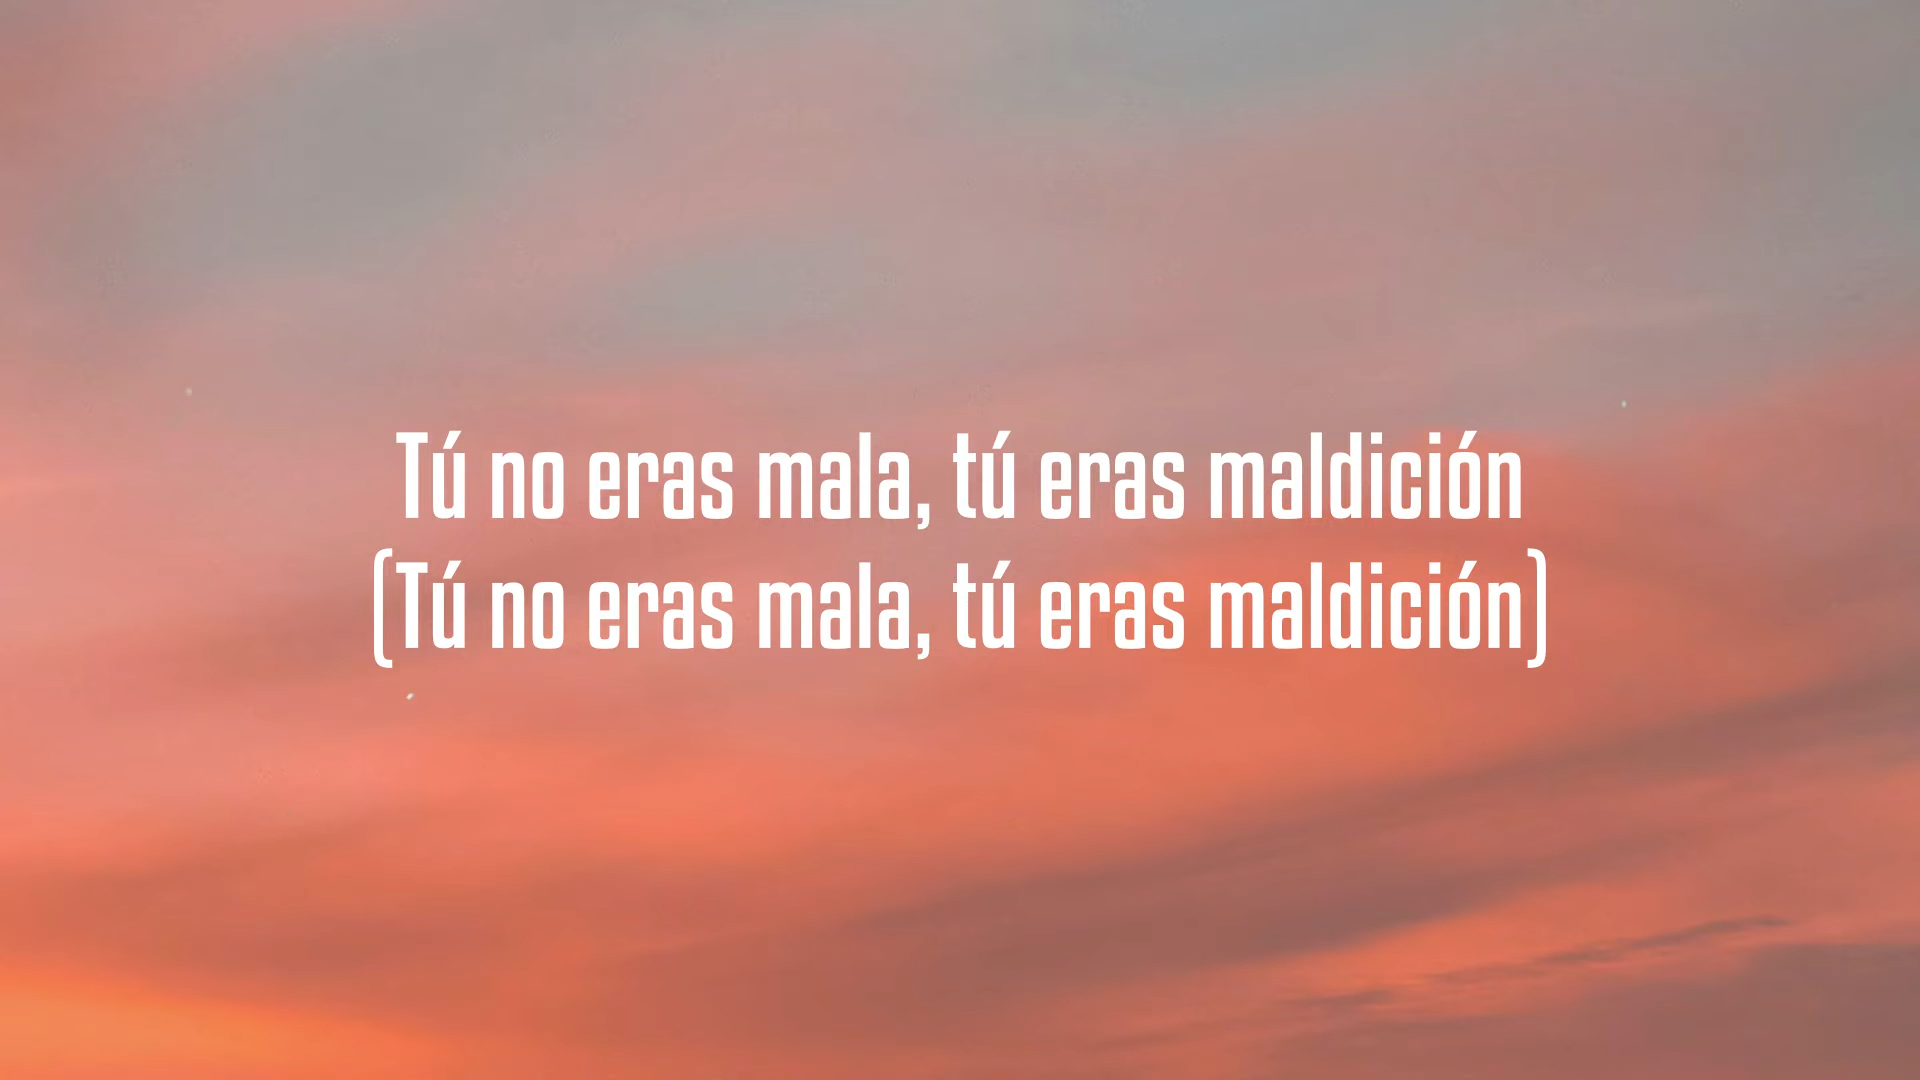 Tú no eras mala, tú eras maldición
(Tú no eras mala, tú eras maldición)